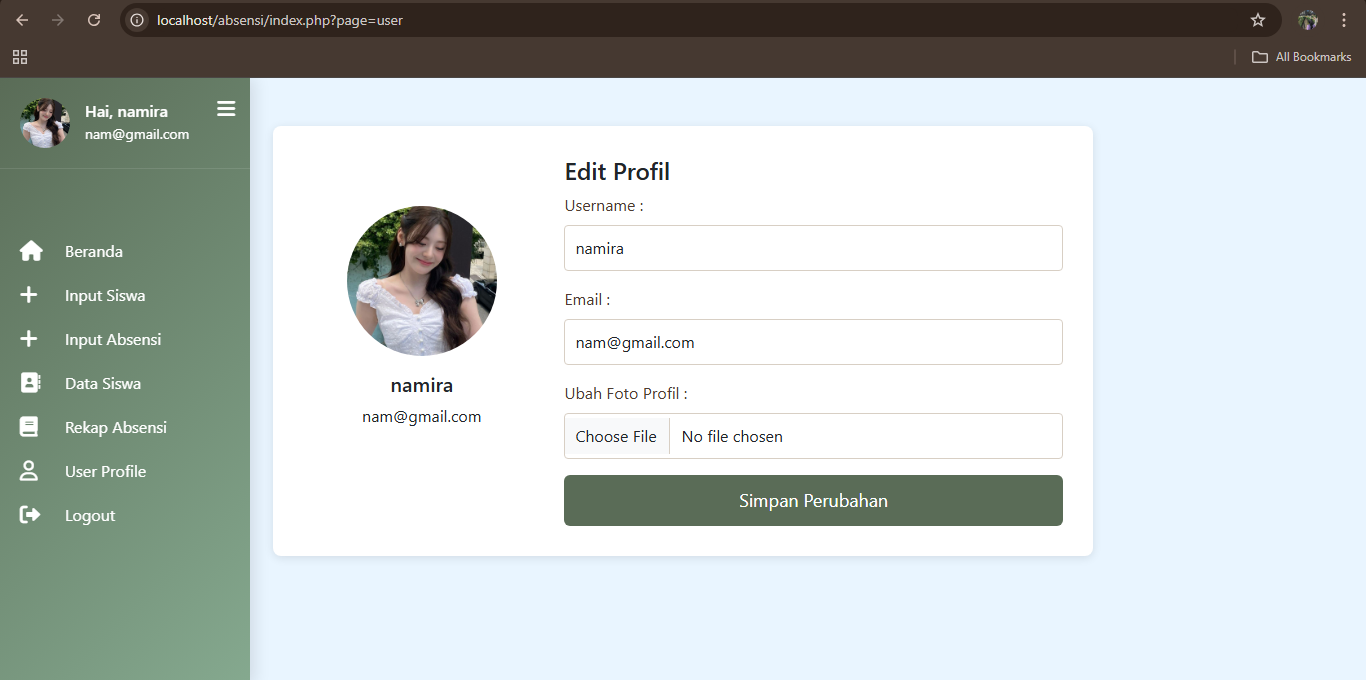 localhost/absensi/index.php?page=user
All Bookmarks
Hai, namira
nam@gmail.com
Beranda
Input Siswa
Input Absensi
Data Siswa
Rekap Absensi
User Profile
Logout
namira
nam@gmail.com
Edit Profil
Username :
namira
Email :
nam@gmail.com
Ubah Foto Profil :
Choose File No file chosen
Simpan Perubahan